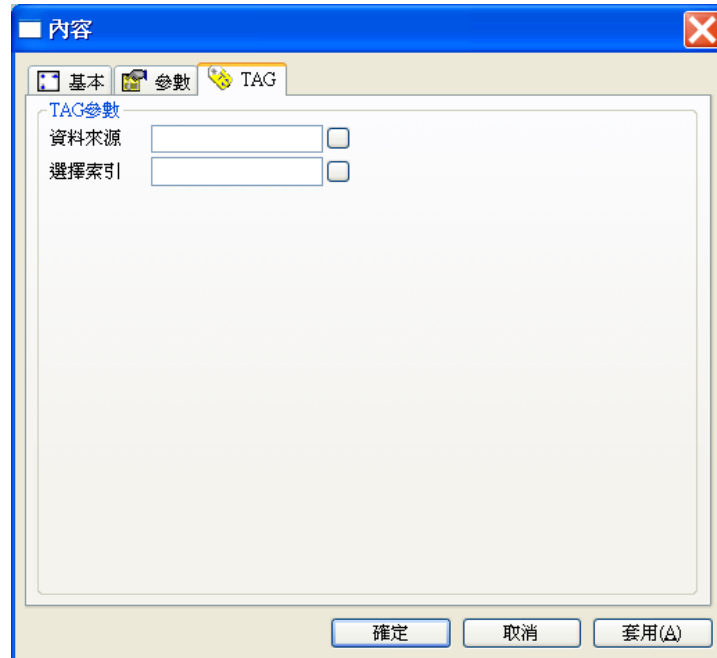 內容
基本 參數 TAG
TAG參數
資料來源
選擇索引
確定 取消 套用(A)